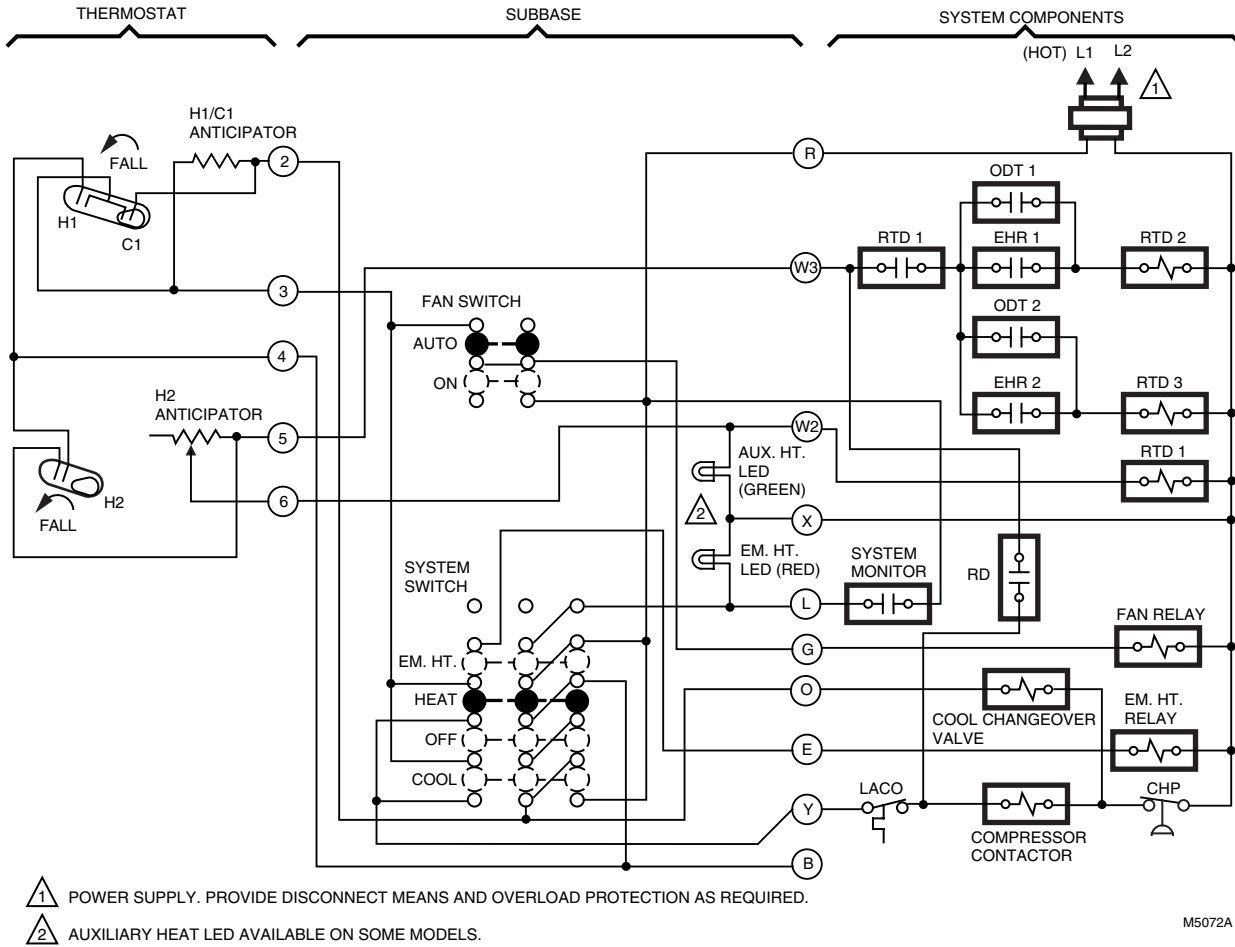 THERMOSTAT
SUBBASE
SYSTEM COMPONENTS
(HOT) L1 L2
1
H1/C1
ANTICIPATOR
FALL
2
H1
C1
R
ODT 1
RTD 1
EHR 1
RTD 2
W3
3
FAN SWITCH
AUTO
ON
ODT 2
4
H2
ANTICIPATOR
EHR 2
RTD 3
5
W2
RTD 1
AUX. HT.
LED
(GREEN)
H2
6
FALL
2
X
EM. HT.
LED (RED)
SYSTEM
MONITOR
RD
SYSTEM
SWITCH
L
FAN RELAY
EM. HT.
G
HEAT
O
COOL CHANGEOVER
VALVE
EM. HT.
RELAY
OFF
E
COOL
LACO
CHP
Y
COMPRESSOR
CONTACTOR
B
1 POWER SUPPLY. PROVIDE DISCONNECT MEANS AND OVERLOAD PROTECTION AS REQUIRED.
2 AUXILIARY HEAT LED AVAILABLE ON SOME MODELS.
M5072A